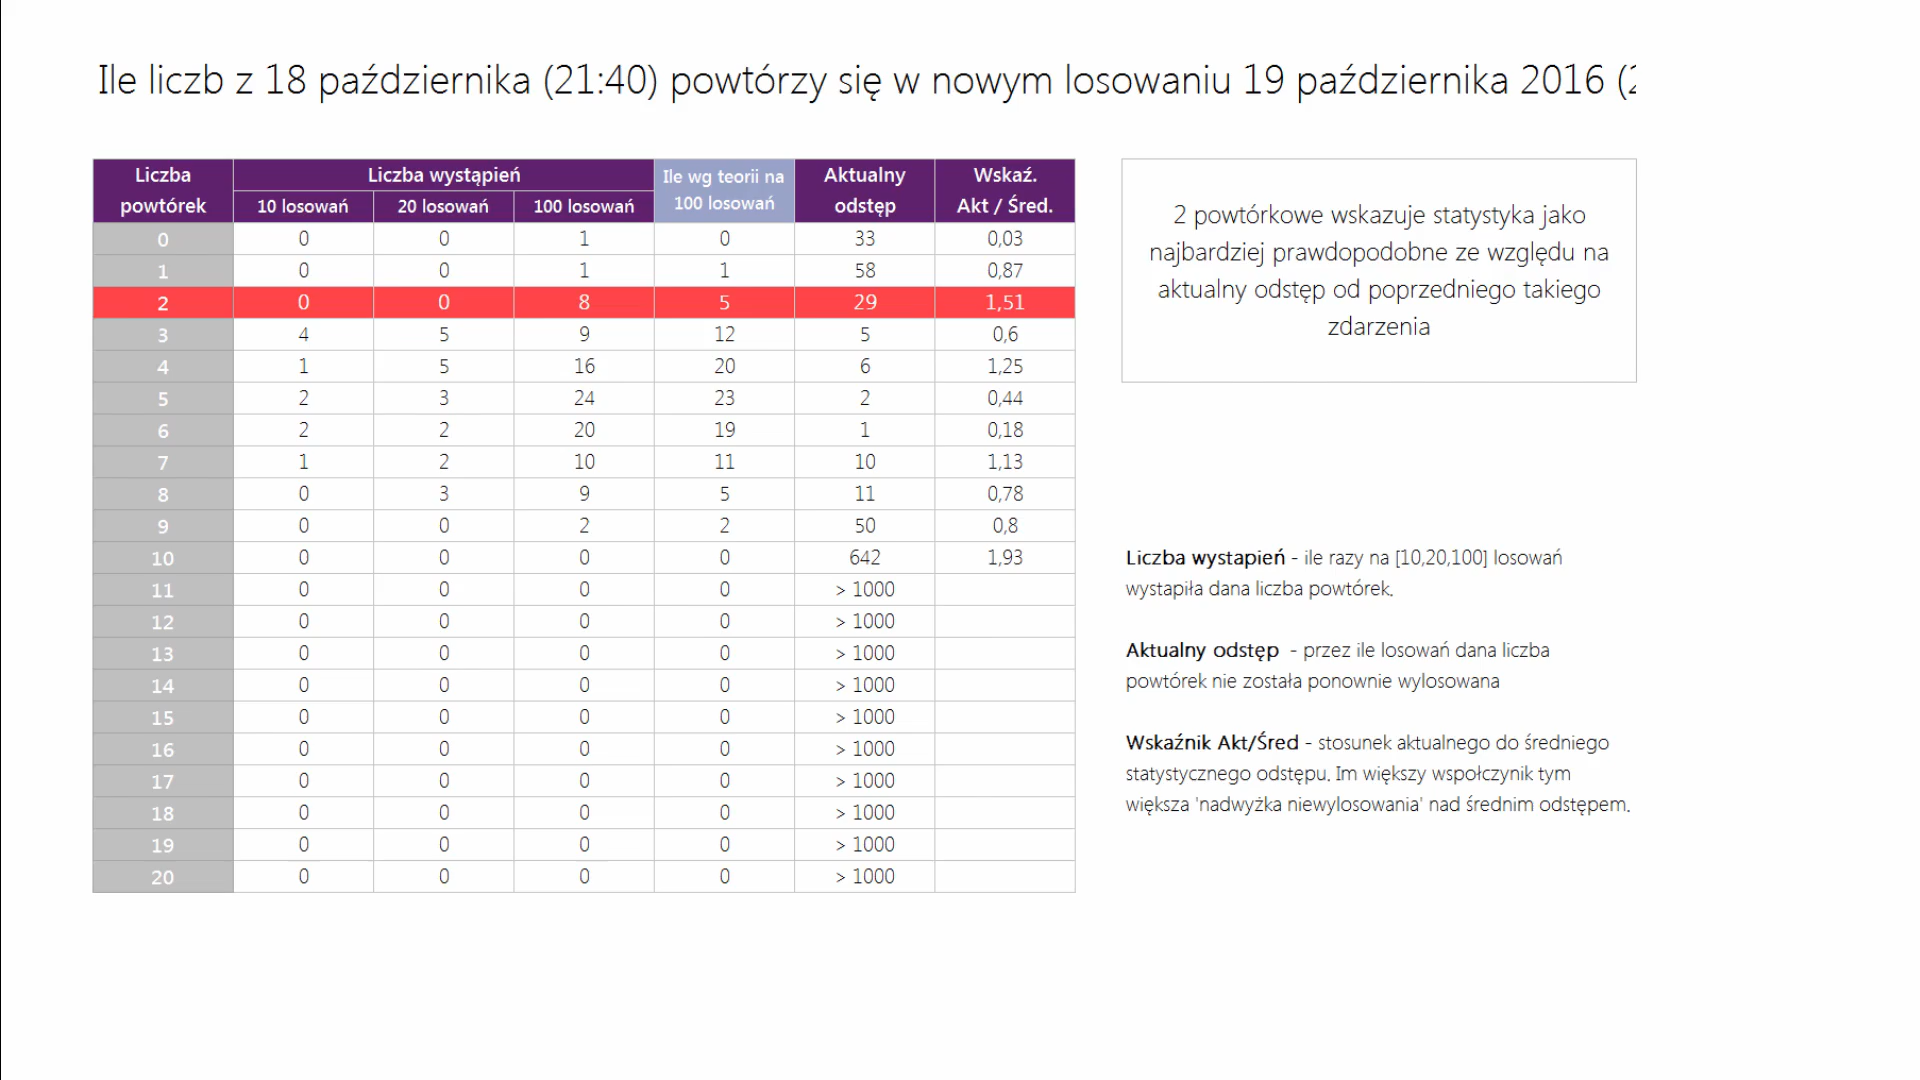 Ile liczb z 18 października (21:40) powtórzy się w nowym losowaniu 19 października 2016 (
Liczba powtórek Liczba wystąpień Ile wg teorii na 100 losowań Aktualny odstęp Wskaź. Akt / Śred.
10 losowań 20 losowań 100 losowań
0 0 0 1 0 33 0,03
1 0 0 1 1 58 0,87
2 0 0 8 5 29 1,51
3 4 5 9 12 5 0,6
4 1 5 16 20 6 1,25
5 2 3 24 23 2 0,44
6 2 2 20 19 1 0,18
7 1 2 10 11 10 1,13
8 0 3 9 5 11 0,78
9 0 0 2 2 50 0,8
10 0 0 0 0 642 1,93
11 0 0 0 0 > 1000
12 0 0 0 0 > 1000
13 0 0 0 0 > 1000
14 0 0 0 0 > 1000
15 0 0 0 0 > 1000
16 0 0 0 0 > 1000
17 0 0 0 0 > 1000
18 0 0 0 0 > 1000
19 0 0 0 0 > 1000
20 0 0 0 0 > 1000
2 powtórkowe wskazuje statystyka jako
najbardziej prawdopodobne ze względu na
aktualny odstęp od poprzedniego takiego
zdarzenia
Liczba wystapień - ile razy na [10,20,100] losowań
wystapiła dana liczba powtórek.
Aktualny odstęp - przez ile losowań dana liczba
powtórek nie została ponownie wylosowana
Wskaźnik Akt/Śred - stosunek aktualnego do średniego
statystycznego odstępu. Im większy wspołczynik tym
większa 'nadwyżka niewylosowania' nad średnim odstępem.